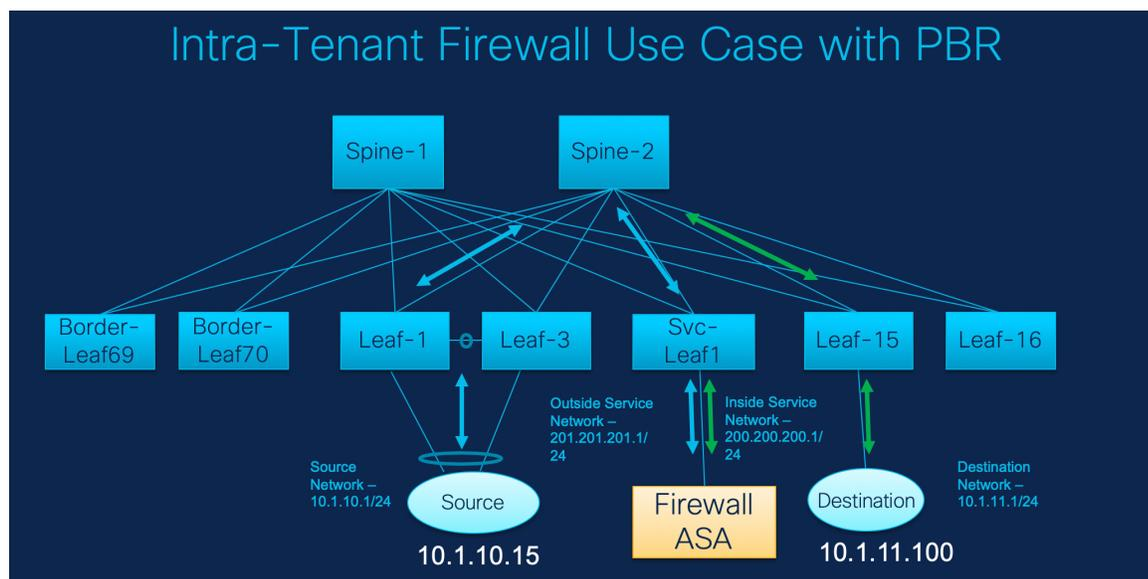 Intra-Tenant Firewall Use Case with PBR
Spine-1
Spine-2
Border-
Leaf69
Border-
Leaf70
Leaf-1
Leaf-3
Svc-
Leaf1
Leaf-15
Leaf-16
Outside Service
Network –
201.201.201.1/
24
Inside Service
Network –
200.200.200.1/
24
Source
Network –
10.1.10.1/24
Source
10.1.10.15
Firewall
ASA
Destination
10.1.11.100
Destination
Network –
10.1.11.1/24